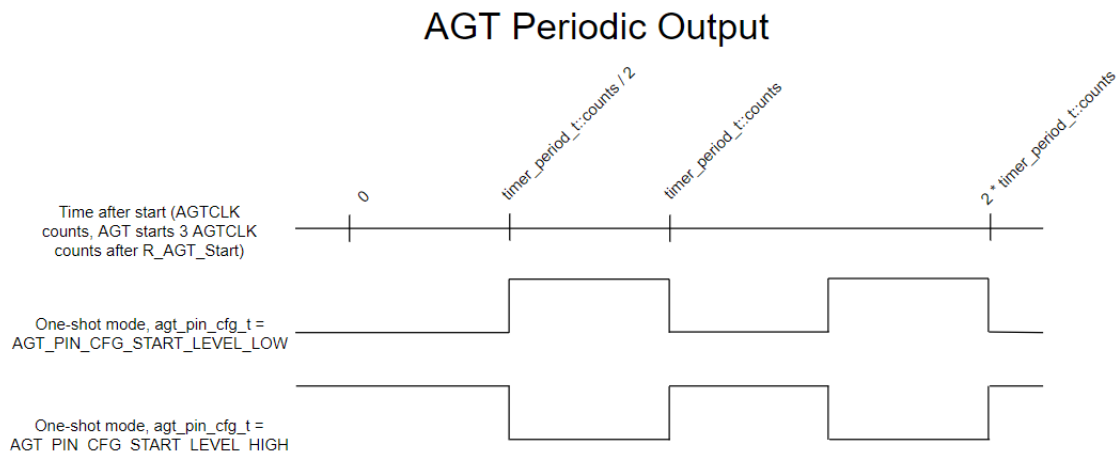 AGT Periodic Output
0
timer_period_t::counts / 2
timer_period_t::counts
2 * timer_period_t::counts
Time after start (AGTCLK
counts, AGT starts 3 AGTCLK
counts after R_AGT_Start)
One-shot mode, agt_pin_cfg_t =
AGT_PIN_CFG_START_LEVEL_LOW
One-shot mode, agt_pin_cfg_t =
AGT_PIN_CFG_START_LEVEL_HIGH